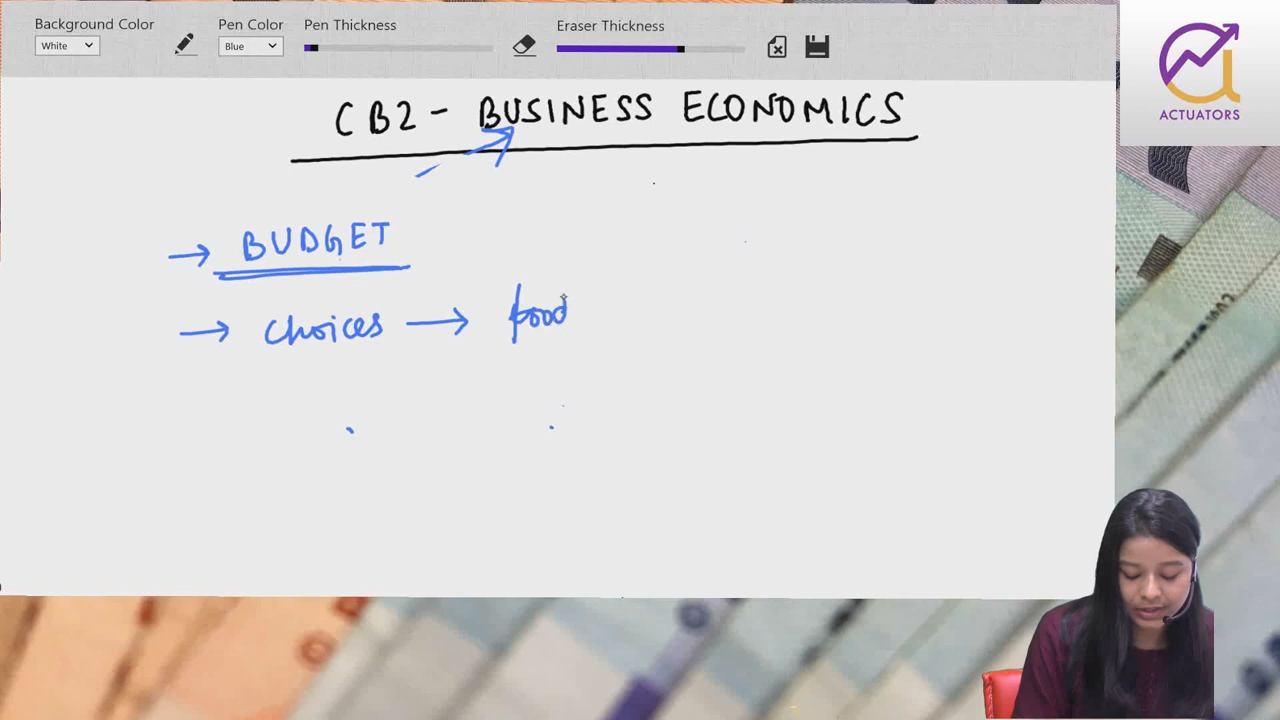 Background Color
White
Pen Color
Blue
Pen Thickness
Eraser Thickness
ACTUATORS
CB2 - BUSINESS ECONOMICS
→ BUDGET
→ choices → food